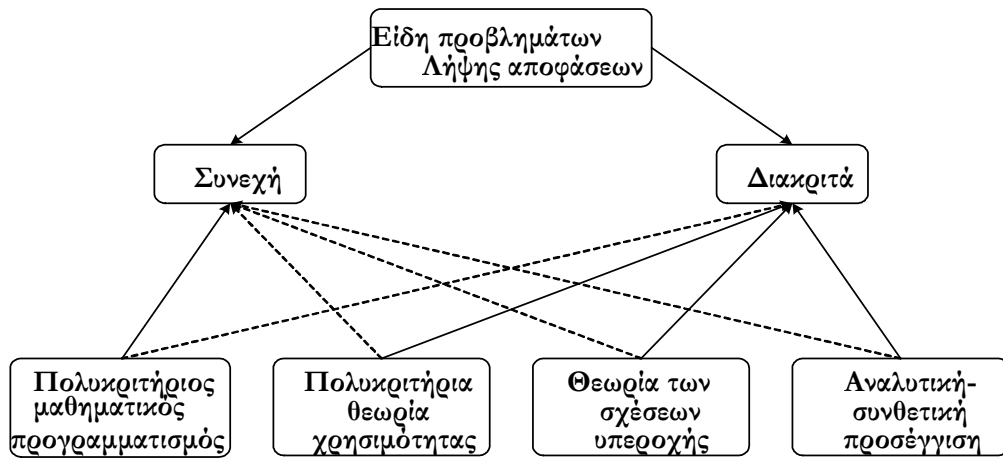 Είδη προβλημάτων
Λήψης αποφάσεων
Συνεχή
Διακριτά
Πολυκριτήριος
μαθηματικός
προγραμματισμός
Πολυκριτήρια
θεωρία
χρησιμότητας
Θεωρία των
σχέσεων
υπεροχής
Αναλυτική-
συνθετική
προσέγγιση